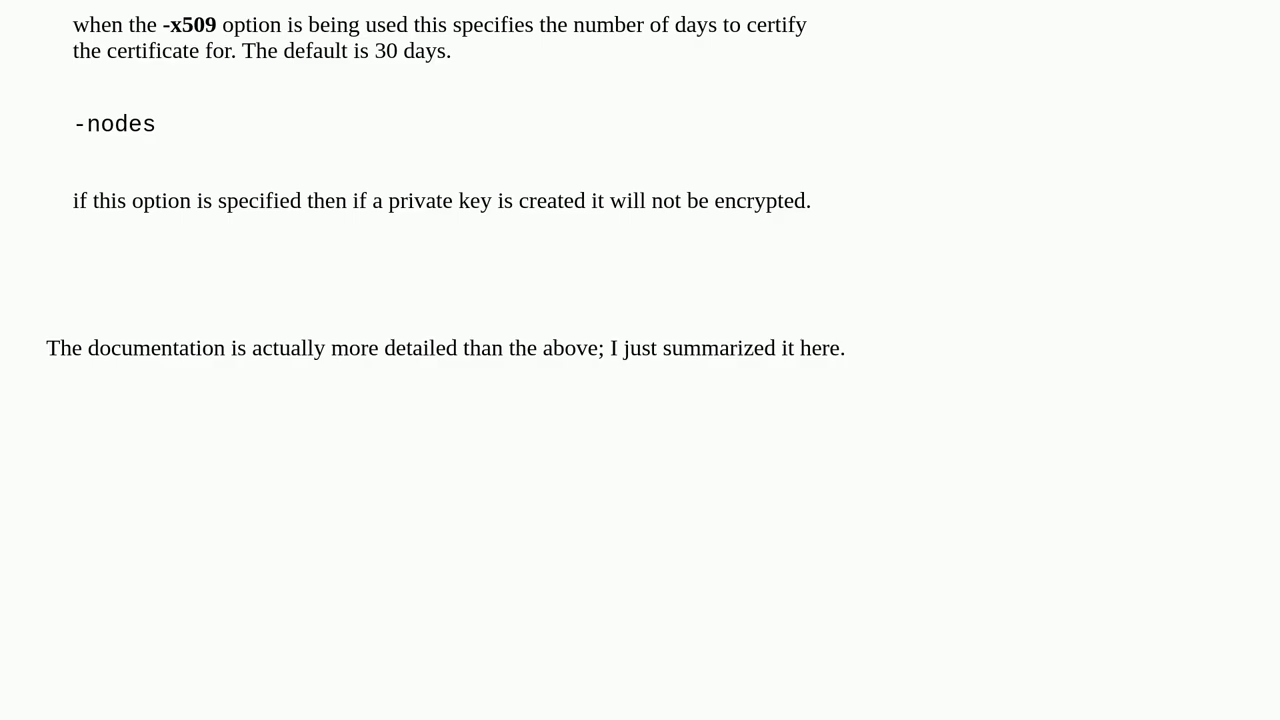 when the -x509 option is being used this specifies the number of days to certify
the certificate for. The default is 30 days.
-nodes
if this option is specified then if a private key is created it will not be encrypted.
The documentation is actually more detailed than the above; I just summarized it here.